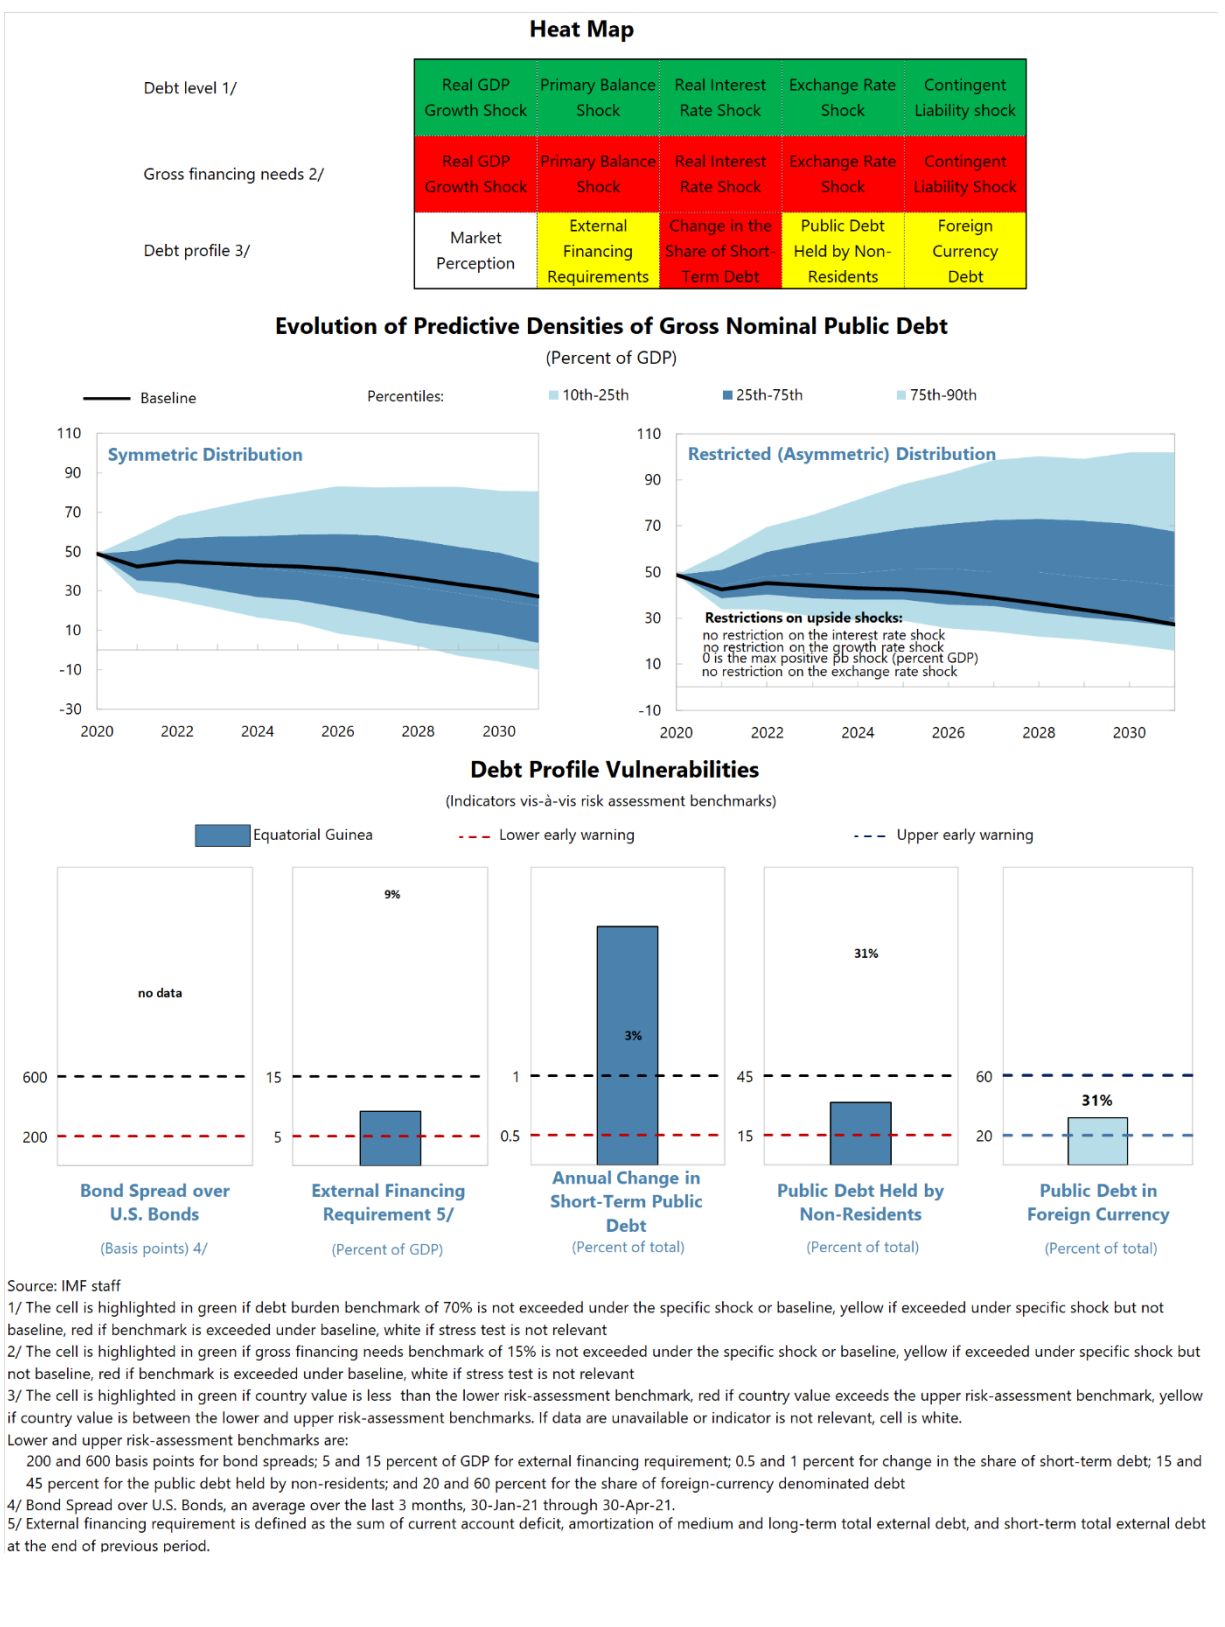 Heat Map
Debt level 1/
Real GDP Growth Shock
Primary Balance Shock
Real Interest Rate Shock
Exchange Rate Shock
Contingent Liability shock
Gross financing needs 2/
Real GDP Growth Shock
Primary Balance Shock
Real Interest Rate Shock
Exchange Rate Shock
Contingent Liability Shock
Debt profile 3/
Market Perception
External Financing Requirements
Change in the Share of Short-Term Debt
Public Debt Held by Non-Residents
Foreign Currency Debt
Evolution of Predictive Densities of Gross Nominal Public Debt
(Percent of GDP)
Baseline
Percentiles:
10th-25th
25th-75th
75th-90th
Symmetric Distribution
110
90
70
50
30
10
-10
-30
2020 2022 2024 2026 2028 2030
Restricted (Asymmetric) Distribution
110
90
70
50
30
10
-10
Restrictions on upside shocks:
no restriction on the interest rate shock
no restriction on the growth rate shock
0 is the max positive pb shock (percent GDP)
no restriction on the exchange rate shock
2020 2022 2024 2026 2028 2030
Debt Profile Vulnerabilities
(Indicators vis-à-vis risk assessment benchmarks)
Equatorial Guinea
Lower early warning
Upper early warning
no data
600
200
Bond Spread over
U.S. Bonds
(Basis points) 4/
9%
15
5
External Financing
Requirement 5/
(Percent of GDP)
3%
1
0.5
Annual Change in
Short-Term Public
Debt
(Percent of total)
31%
45
15
Public Debt Held by
Non-Residents
(Percent of total)
60
31%
20
Public Debt in
Foreign Currency
(Percent of total)
Source: IMF staff
1/ The cell is highlighted in green if debt burden benchmark of 70% is not exceeded under the specific shock or baseline, yellow if exceeded under specific shock but not
baseline, red if benchmark is exceeded under baseline, white if stress test is not relevant
2/ The cell is highlighted in green if gross financing needs benchmark of 15% is not exceeded under the specific shock or baseline, yellow if exceeded under specific shock but
not baseline, red if benchmark is exceeded under baseline, white if stress test is not relevant
3/ The cell is highlighted in green if country value is less than the lower risk-assessment benchmark, red if country value exceeds the upper risk-assessment benchmark, yellow
if country value is between the lower and upper risk-assessment benchmarks. If data are unavailable or indicator is not relevant, cell is white.
Lower and upper risk-assessment benchmarks are:
200 and 600 basis points for bond spreads; 5 and 15 percent of GDP for external financing requirement; 0.5 and 1 percent for change in the share of short-term debt; 15 and
45 percent for the public debt held by non-residents; and 20 and 60 percent for the share of foreign-currency denominated debt
4/ Bond Spread over U.S. Bonds, an average over the last 3 months, 30-Jan-21 through 30-Apr-21.
5/ External financing requirement is defined as the sum of current account deficit, amortization of medium and long-term total external debt, and short-term total external debt
at the end of previous period.